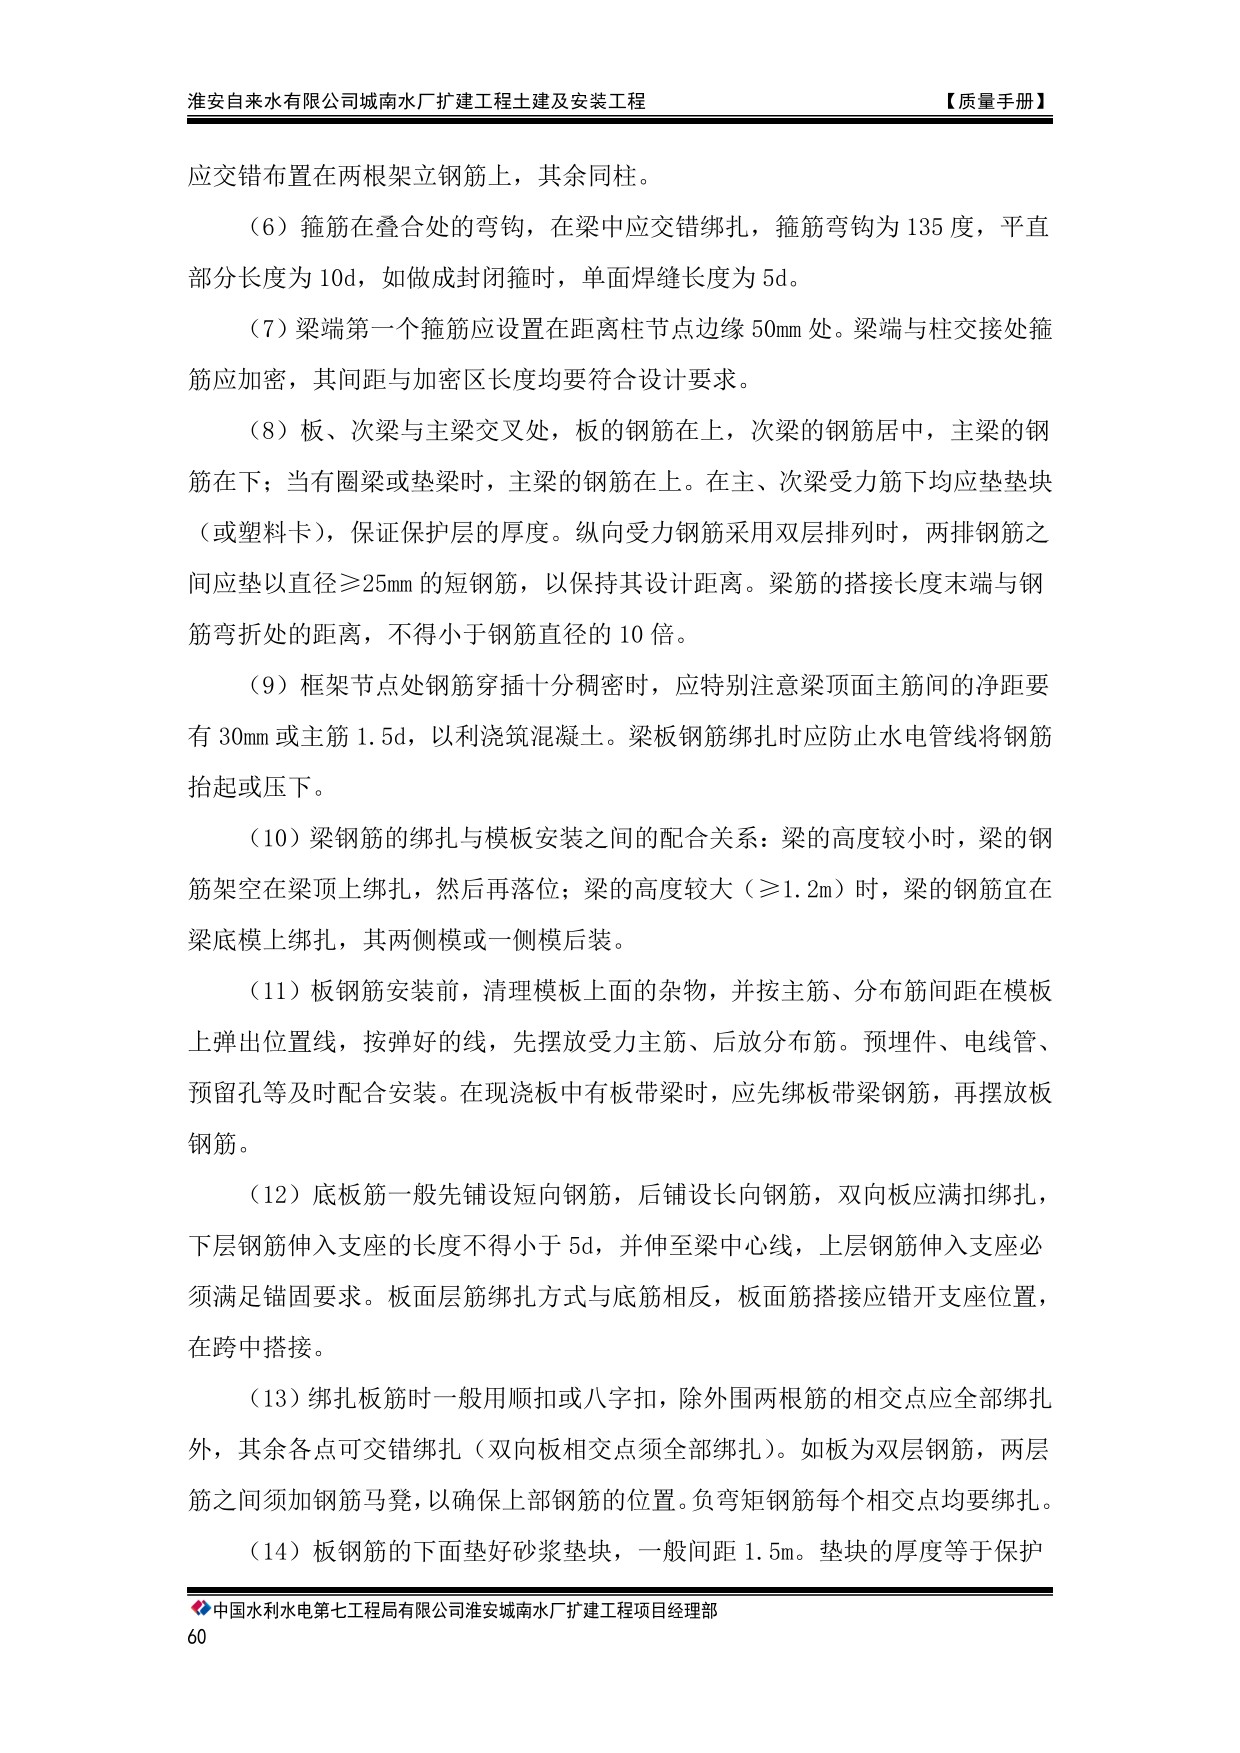 淮安自来水有限公司城南水厂扩建工程土建及安装工程 【质量手册】
应交错布置在两根架立钢筋上，其余同柱。
（6）箍筋在叠合处的弯钩，在梁中应交错绑扎，箍筋弯钩为 135 度，平直
部分长度为 10d，如做成封闭箍时，单面焊缝长度为 5d。
（7）梁端第一个箍筋应设置在距离柱节点边缘 50mm 处。梁端与柱交接处箍
筋应加密，其间距与加密区长度均要符合设计要求。
（8）板、次梁与主梁交叉处，板的钢筋在上，次梁的钢筋居中，主梁的钢
筋在下；当有圈梁或垫梁时，主梁的钢筋在上。在主、次梁受力筋下均应垫垫块
（或塑料卡），保证保护层的厚度。纵向受力钢筋采用双层排列时，两排钢筋之
间应垫以直径≥25mm 的短钢筋，以保持其设计距离。梁筋的搭接长度末端与钢
筋弯折处的距离，不得小于钢筋直径的 10 倍。
（9）框架节点处钢筋穿插十分稠密时，应特别注意梁顶面主筋间的净距要
有 30mm 或主筋 1.5d，以利浇筑混凝土。梁板钢筋绑扎时应防止水电管线将钢筋
抬起或压下。
（10）梁钢筋的绑扎与模板安装之间的配合关系：梁的高度较小时，梁的钢
筋架空在梁顶上绑扎，然后再落位；梁的高度较大（≥1.2m）时，梁的钢筋宜在
梁底模上绑扎，其两侧模或一侧模后装。
（11）板钢筋安装前，清理模板上面的杂物，并按主筋、分布筋间距在模板
上弹出位置线，按弹好的线，先摆放受力主筋、后放分布筋。预埋件、电线管、
预留孔等及时配合安装。在现浇板中有板带梁时，应先绑板带梁钢筋，再摆放板
钢筋。
（12）底板筋一般先铺设短向钢筋，后铺设长向钢筋，双向板应满扣绑扎，
下层钢筋伸入支座的长度不得小于 5d，并伸至梁中心线，上层钢筋伸入支座必
须满足锚固要求。板面层筋绑扎方式与底筋相反，板面筋搭接应错开支座位置，
在跨中搭接。
（13）绑扎板筋时一般用顺扣或八字扣，除外围两根筋的相交点应全部绑扎
外，其余各点可交错绑扎（双向板相交点须全部绑扎）。如板为双层钢筋，两层
筋之间须加钢筋马凳，以确保上部钢筋的位置。负弯矩钢筋每个相交点均要绑扎。
（14）板钢筋的下面垫好砂浆垫块，一般间距 1.5m。垫块的厚度等于保护
中国水利水电第七工程局有限公司淮安城南水厂扩建工程项目经理部
60